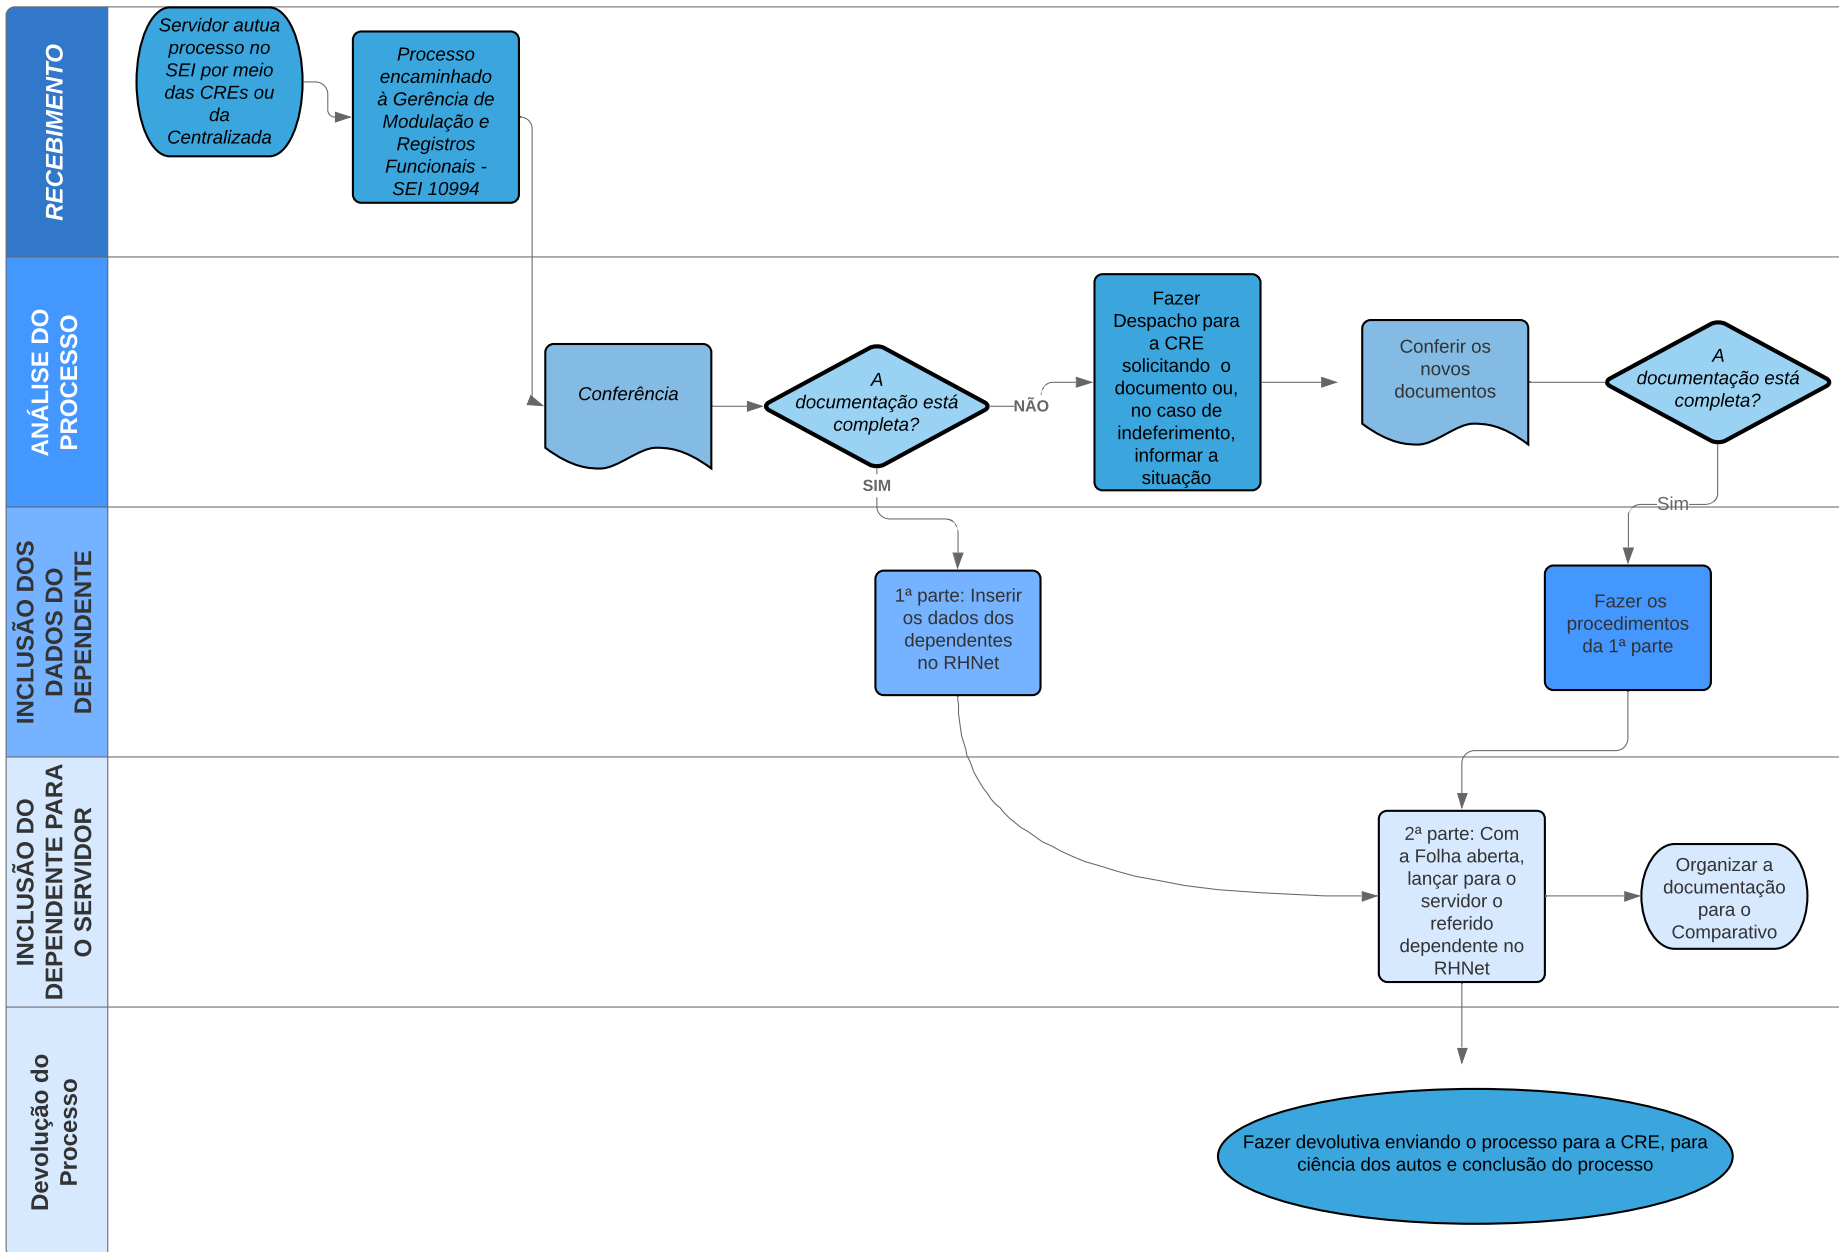 RECEBIMENTO
Servidor autua
processo no
SEI por meio
das CREs ou
da
Centralizada
Processo
encaminhado
à Gerência de
Modulação e
Registros
Funcionais -
SEI 10994
ANÁLISE DO
PROCESSO
Conferência
A
documentação está
completa?
NÃO
SIM
Fazer
Despacho para
a CRE
solicitando  o
documento ou,
no caso de
indeferimento,
informar a
situação
Conferir os
novos
documentos
A
documentação está
completa?
Sim
INCLUSÃO DOS
DADOS DO
DEPENDENTE
1ª parte: Inserir
os dados dos
dependentes
no RHNet
Fazer os
procedimentos
da 1ª parte
INCLUSÃO DO
DEPENDENTE PARA
O SERVIDOR
2ª parte: Com
a Folha aberta,
lançar para o
servidor o
referido
dependente no
RHNet
Organizar a
documentação
para o
Comparativo
Devolução do
Processo
Fazer devolutiva enviando o processo para a CRE, para
ciência dos autos e conclusão do processo